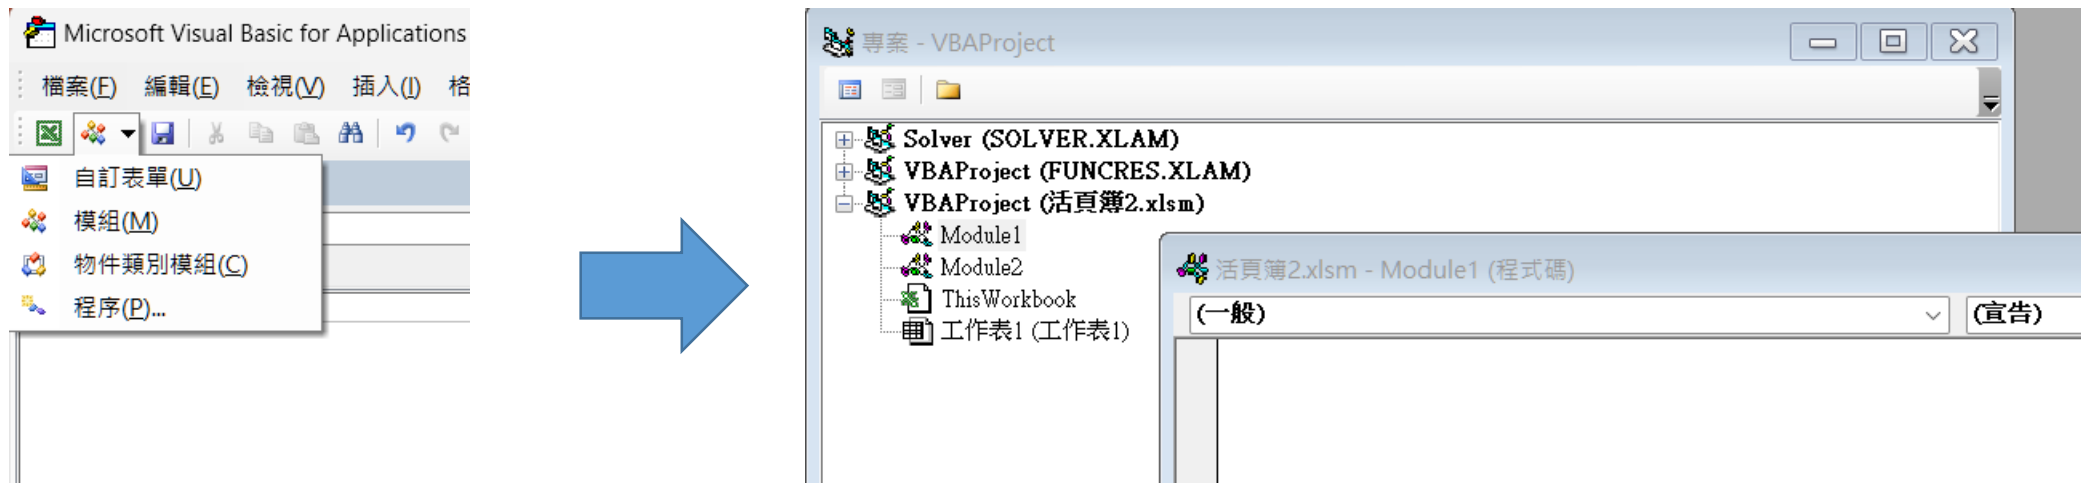 Microsoft Visual Basic for Applications
檔案(F) 編輯(E) 檢視(V) 插入(I) 格
自訂表單(U)
模組(M)
物件類別模組(C)
程序(P)...
專案 - VBAProject
Solver (SOLVER.XLAM)
VBAProject (FUNCRES.XLAM)
VBAProject (活頁簿2.xlsm)
Module1
Module2
ThisWorkbook
工作表1 (工作表1)
活頁簿2.xlsm - Module1 (程式碼)
(一般) (宣告)